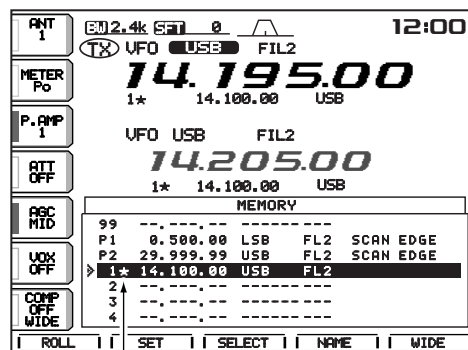 ANT
1
BW 2.4k SFT 0
12:00
TX VFO USB FIL2
METER
Po
14.195.00
1★ 14.100.00 USB
P.AMP
1
VFO USB FIL2
14.205.00
ATT
OFF
1★ 14.100.00 USB
MEMORY
AGC
MID
99 --.---.-- -------
P1 0.500.00 LSB FL2 SCAN EDGE
VOX
OFF
P2 29.999.99 USB FL2 SCAN EDGE
1★ 14.100.00 USB FL2
2 --.---.-- -------
COMP
OFF
WIDE
3 --.---.-- -------
4 --.---.-- -------
ROLL SET SELECT NAME WIDE